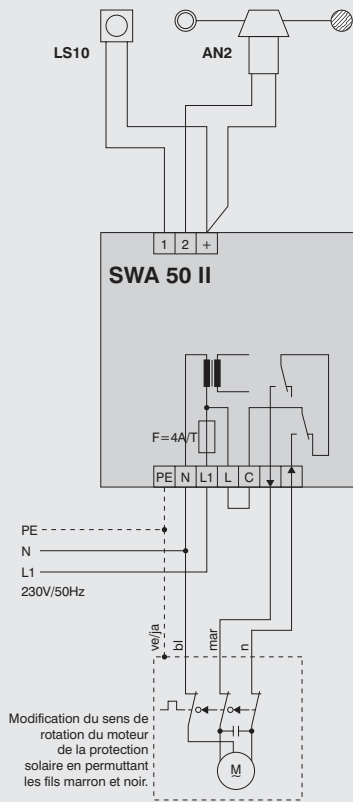 LS10
AN2
1 2 +
SWA 50 II
F=4A/T
PE N L1 L C
PE
N
L1
230V/50Hz
ve/ja
bl
mar
n
Modification du sens de
rotation du moteur
de la protection
solaire en permuttant
les fils marron et noir.
M
~